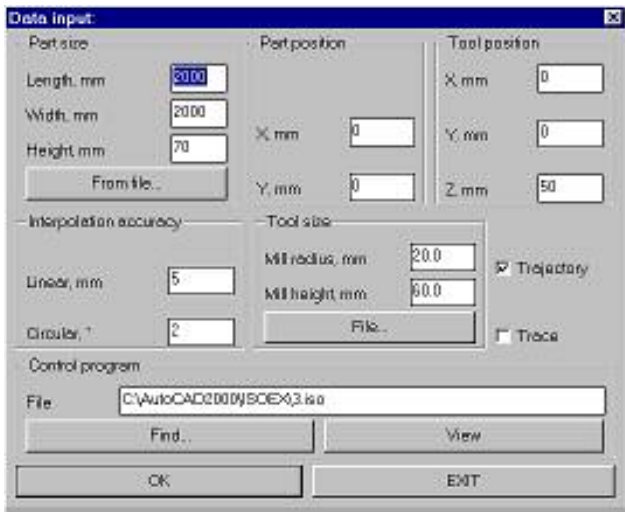 Data input:
Part size
Length, mm 2000
Width, mm 2000
Height, mm 70
From file...
Part position
X, mm 0
Y, mm 0
Tool position
X, mm 0
Y, mm 0
Z, mm 50
Interpolation accuracy
Linear, mm 5
Circular, ° 2
Tool size
Mill radius, mm 20.0
Mill height, mm 60.0
File...
Trajectory
Trace
Control program
File C:\AutoCAD2000\ISOEX\,3.iso
Find...
View
OK
EXIT